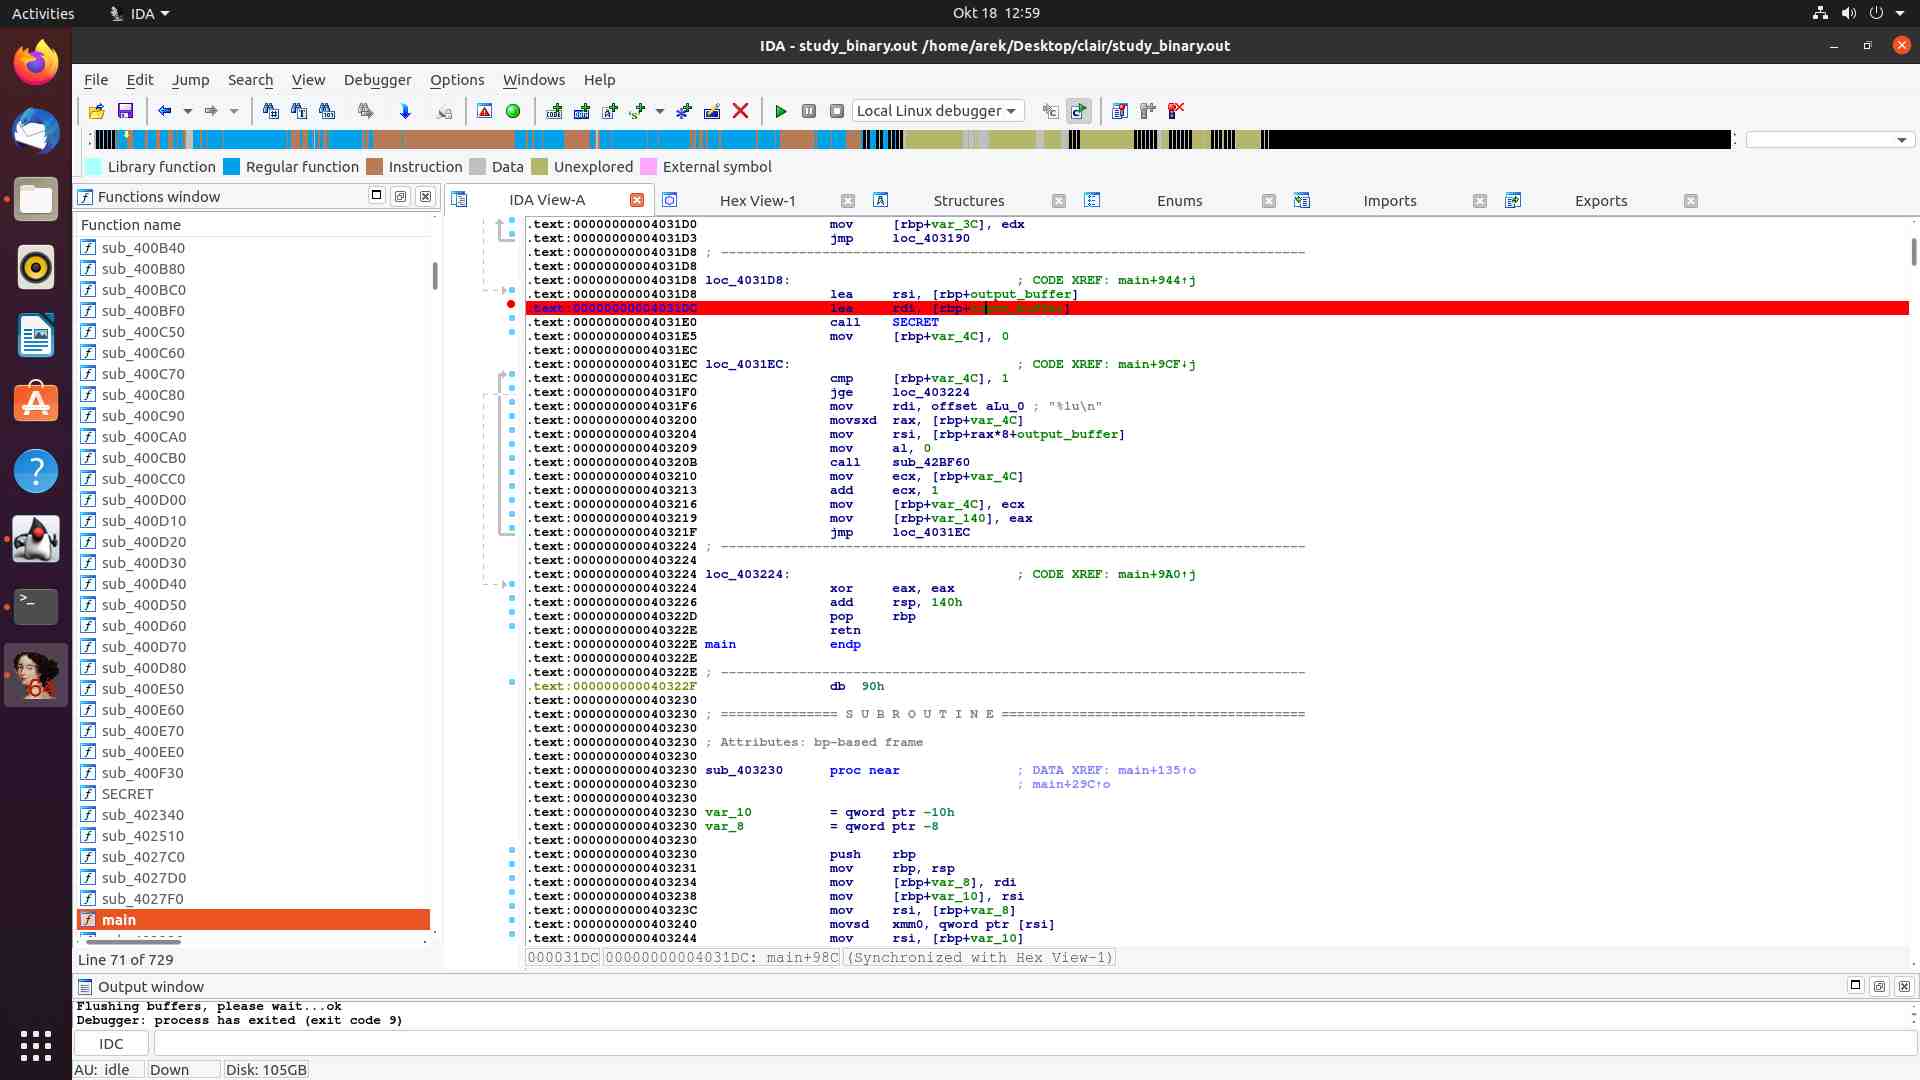 Activities
IDA
Okt 18 12:59
IDA - study_binary.out /home/arek/Desktop/clair/study_binary.out
File Edit Jump Search View Debugger Options Windows Help
Local Linux debugger
Library function Regular function Instruction Data Unexplored External symbol
Functions window
Function name
sub_400B40
sub_400B80
sub_400BC0
sub_400BF0
sub_400C50
sub_400C60
sub_400C70
sub_400C80
sub_400C90
sub_400CA0
sub_400CB0
sub_400CC0
sub_400D00
sub_400D10
sub_400D20
sub_400D30
sub_400D40
sub_400D50
sub_400D60
sub_400D70
sub_400D80
sub_400E50
sub_400E60
sub_400E70
sub_400EE0
sub_400F30
SECRET
sub_402340
sub_402510
sub_4027C0
sub_4027D0
sub_4027F0
main
Line 71 of 729
IDA View-A Hex View-1 Structures Enums Imports Exports
.text:00000000004031D0 mov [rbp+var_3C], edx
.text:00000000004031D3 jmp loc_403190
.text:00000000004031D8 ; ---------------------------------------------------------------------------
.text:00000000004031D8
.text:00000000004031D8 loc_4031D8: ; CODE XREF: main+944↑j
.text:00000000004031D8 lea rsi, [rbp+output_buffer]
.text:00000000004031DC lea rdi, [rbp+
.text:00000000004031E0 call SECRET
.text:00000000004031E5 mov [rbp+var_4C], 0
.text:00000000004031EC
.text:00000000004031EC loc_4031EC: ; CODE XREF: main+9CF↓j
.text:00000000004031EC cmp [rbp+var_4C], 1
.text:00000000004031F0 jge loc_403224
.text:00000000004031F6 mov rdi, offset aLu_0 ; "%lu\n"
.text:0000000000403200 movsxd rax, [rbp+var_4C]
.text:0000000000403204 mov rsi, [rbp+rax*8+output_buffer]
.text:0000000000403209 mov al, 0
.text:000000000040320B call sub_42BF60
.text:0000000000403210 mov ecx, [rbp+var_4C]
.text:0000000000403213 add ecx, 1
.text:0000000000403216 mov [rbp+var_4C], ecx
.text:0000000000403219 mov [rbp+var_140], eax
.text:000000000040321F jmp loc_4031EC
.text:0000000000403224 ; ---------------------------------------------------------------------------
.text:0000000000403224
.text:0000000000403224 loc_403224: ; CODE XREF: main+9A0↑j
.text:0000000000403224 xor eax, eax
.text:0000000000403226 add rsp, 140h
.text:000000000040322D pop rbp
.text:000000000040322E retn
.text:000000000040322E main endp
.text:000000000040322E
.text:000000000040322E ; ---------------------------------------------------------------------------
.text:000000000040322F db 90h
.text:0000000000403230
.text:0000000000403230 ; =============== S U B R O U T I N E =======================================
.text:0000000000403230
.text:0000000000403230 ; Attributes: bp-based frame
.text:0000000000403230
.text:0000000000403230 sub_403230 proc near ; DATA XREF: main+135↑o
.text:0000000000403230 ; main+29C↑o
.text:0000000000403230
.text:0000000000403230 var_10 = qword ptr -10h
.text:0000000000403230 var_8 = qword ptr -8
.text:0000000000403230
.text:0000000000403230 push rbp
.text:0000000000403231 mov rbp, rsp
.text:0000000000403234 mov [rbp+var_8], rdi
.text:0000000000403238 mov [rbp+var_10], rsi
.text:000000000040323C mov rsi, [rbp+var_8]
.text:0000000000403240 movsd xmm0, qword ptr [rsi]
.text:0000000000403244 mov rsi, [rbp+var_10]
000031DC 00000000004031DC: main+98C (Synchronized with Hex View-1)
Output window
Flushing buffers, please wait...ok
Debugger: process has exited (exit code 9)
IDC
AU: idle Down Disk: 105GB